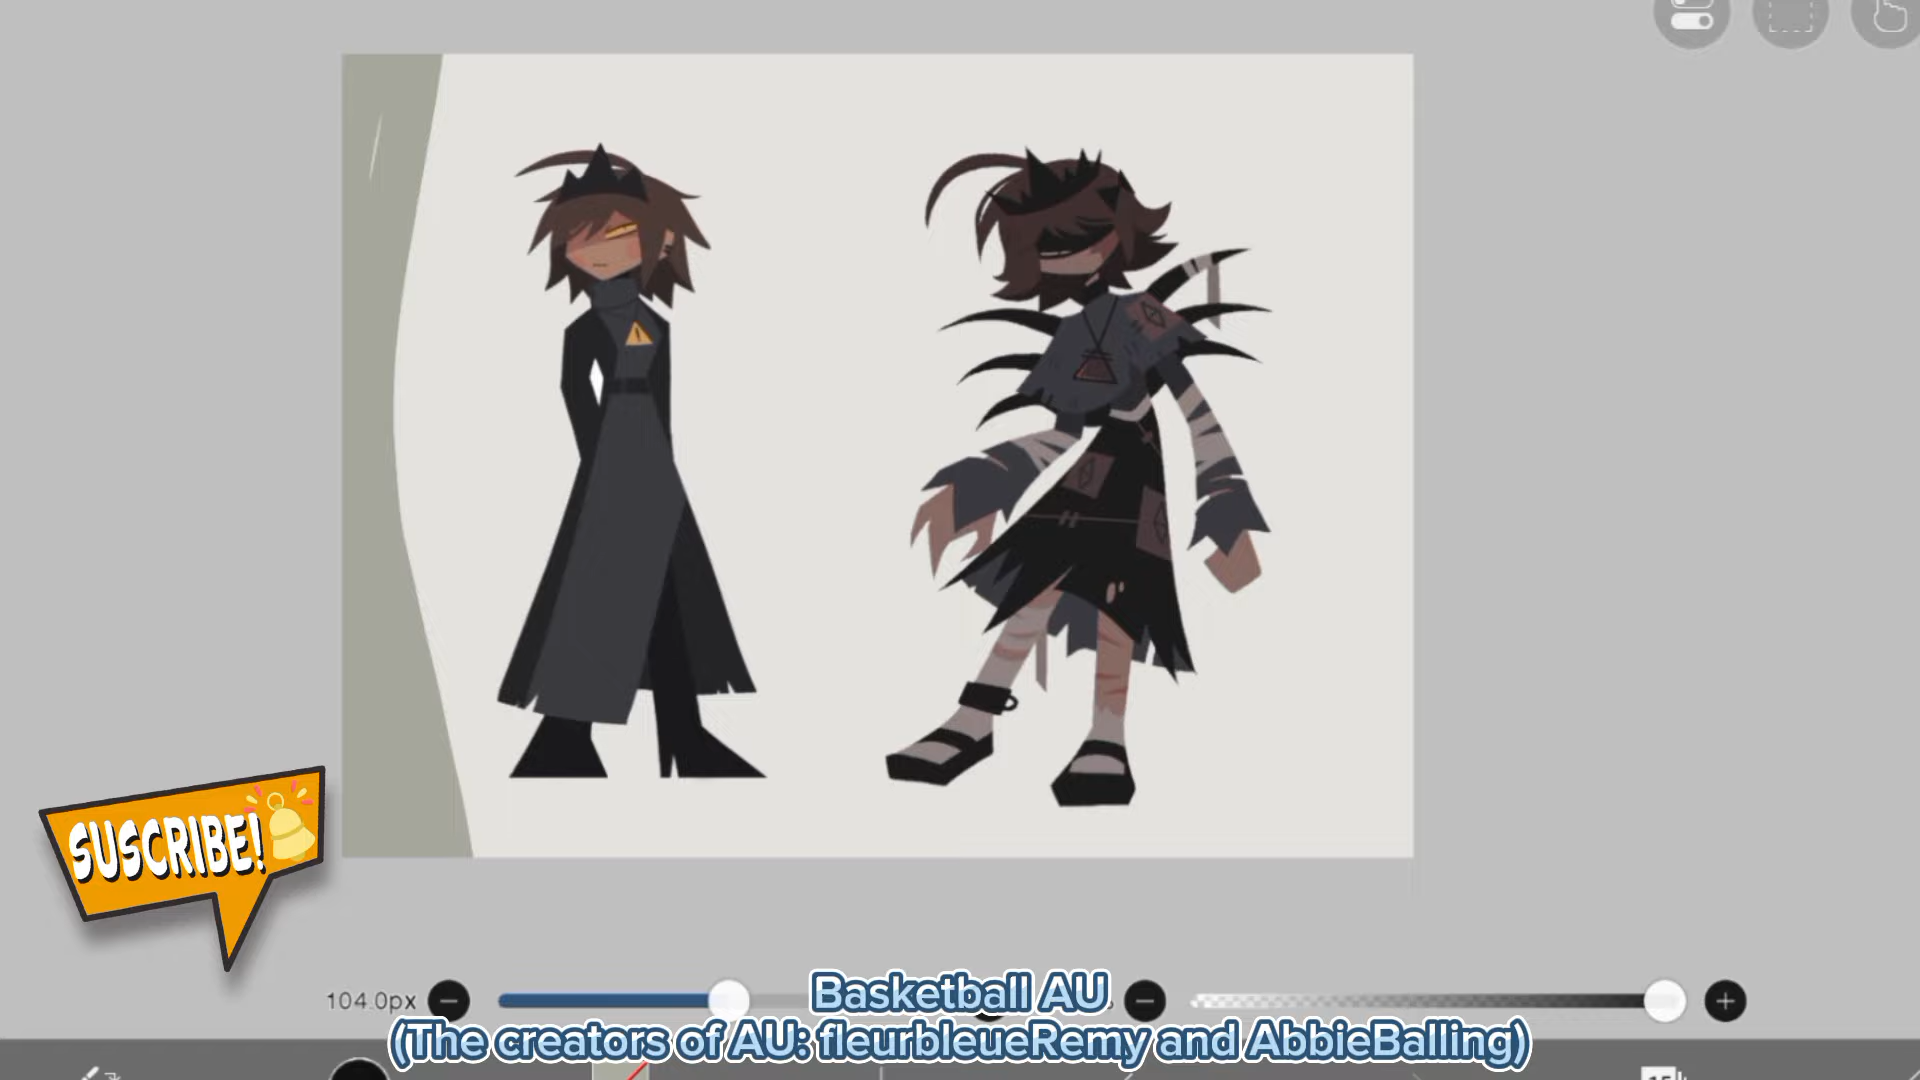 SUSCRIBE!
104.0px
Basketball AU
(The creators of AU: fleurbleueRemy and AbbieBalling)